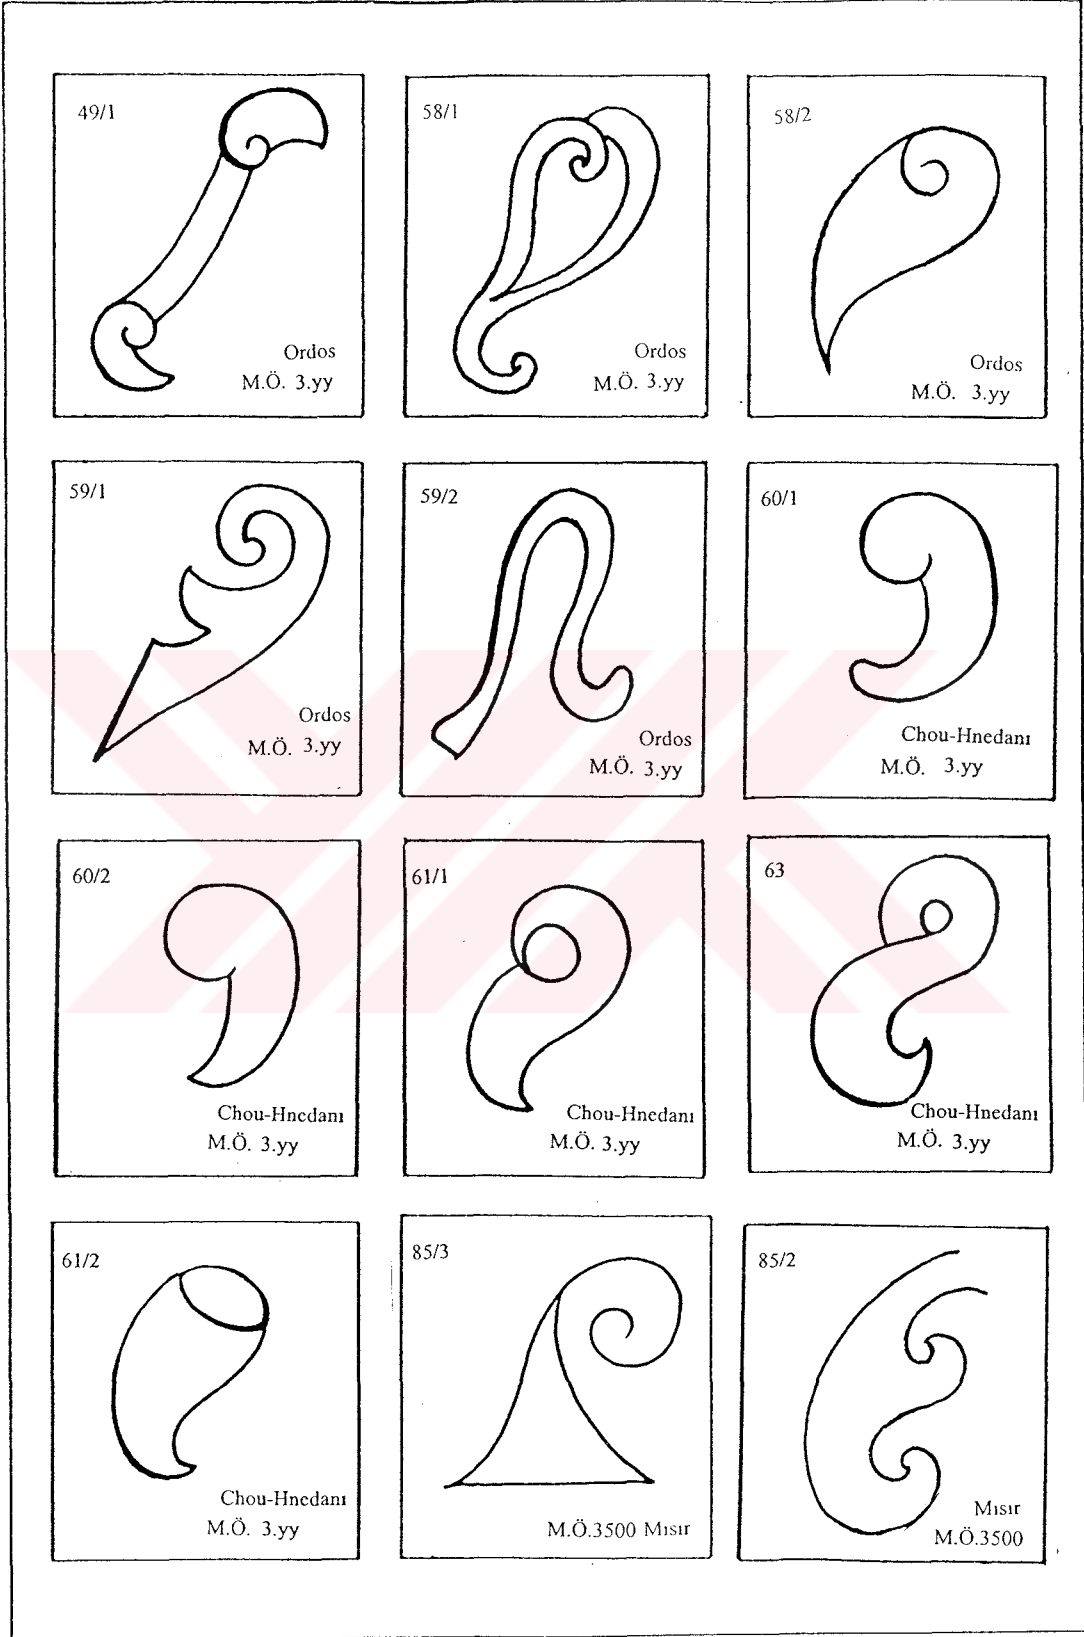 49/1
Ordos
M.Ö. 3.yy
58/1
Ordos
M.Ö. 3.yy
58/2
Ordos
M.Ö. 3.yy
59/1
Ordos
M.Ö. 3.yy
59/2
Ordos
M.Ö. 3.yy
60/1
Chou-Hnedanı
M.Ö. 3.yy
60/2
Chou-Hnedanı
M.Ö. 3.yy
61/1
Chou-Hnedanı
M.Ö. 3.yy
63
Chou-Hnedanı
M.Ö. 3.yy
61/2
Chou-Hnedanı
M.Ö. 3.yy
85/3
M.Ö.3500 Mısır
85/2
Mısır
M.Ö.3500